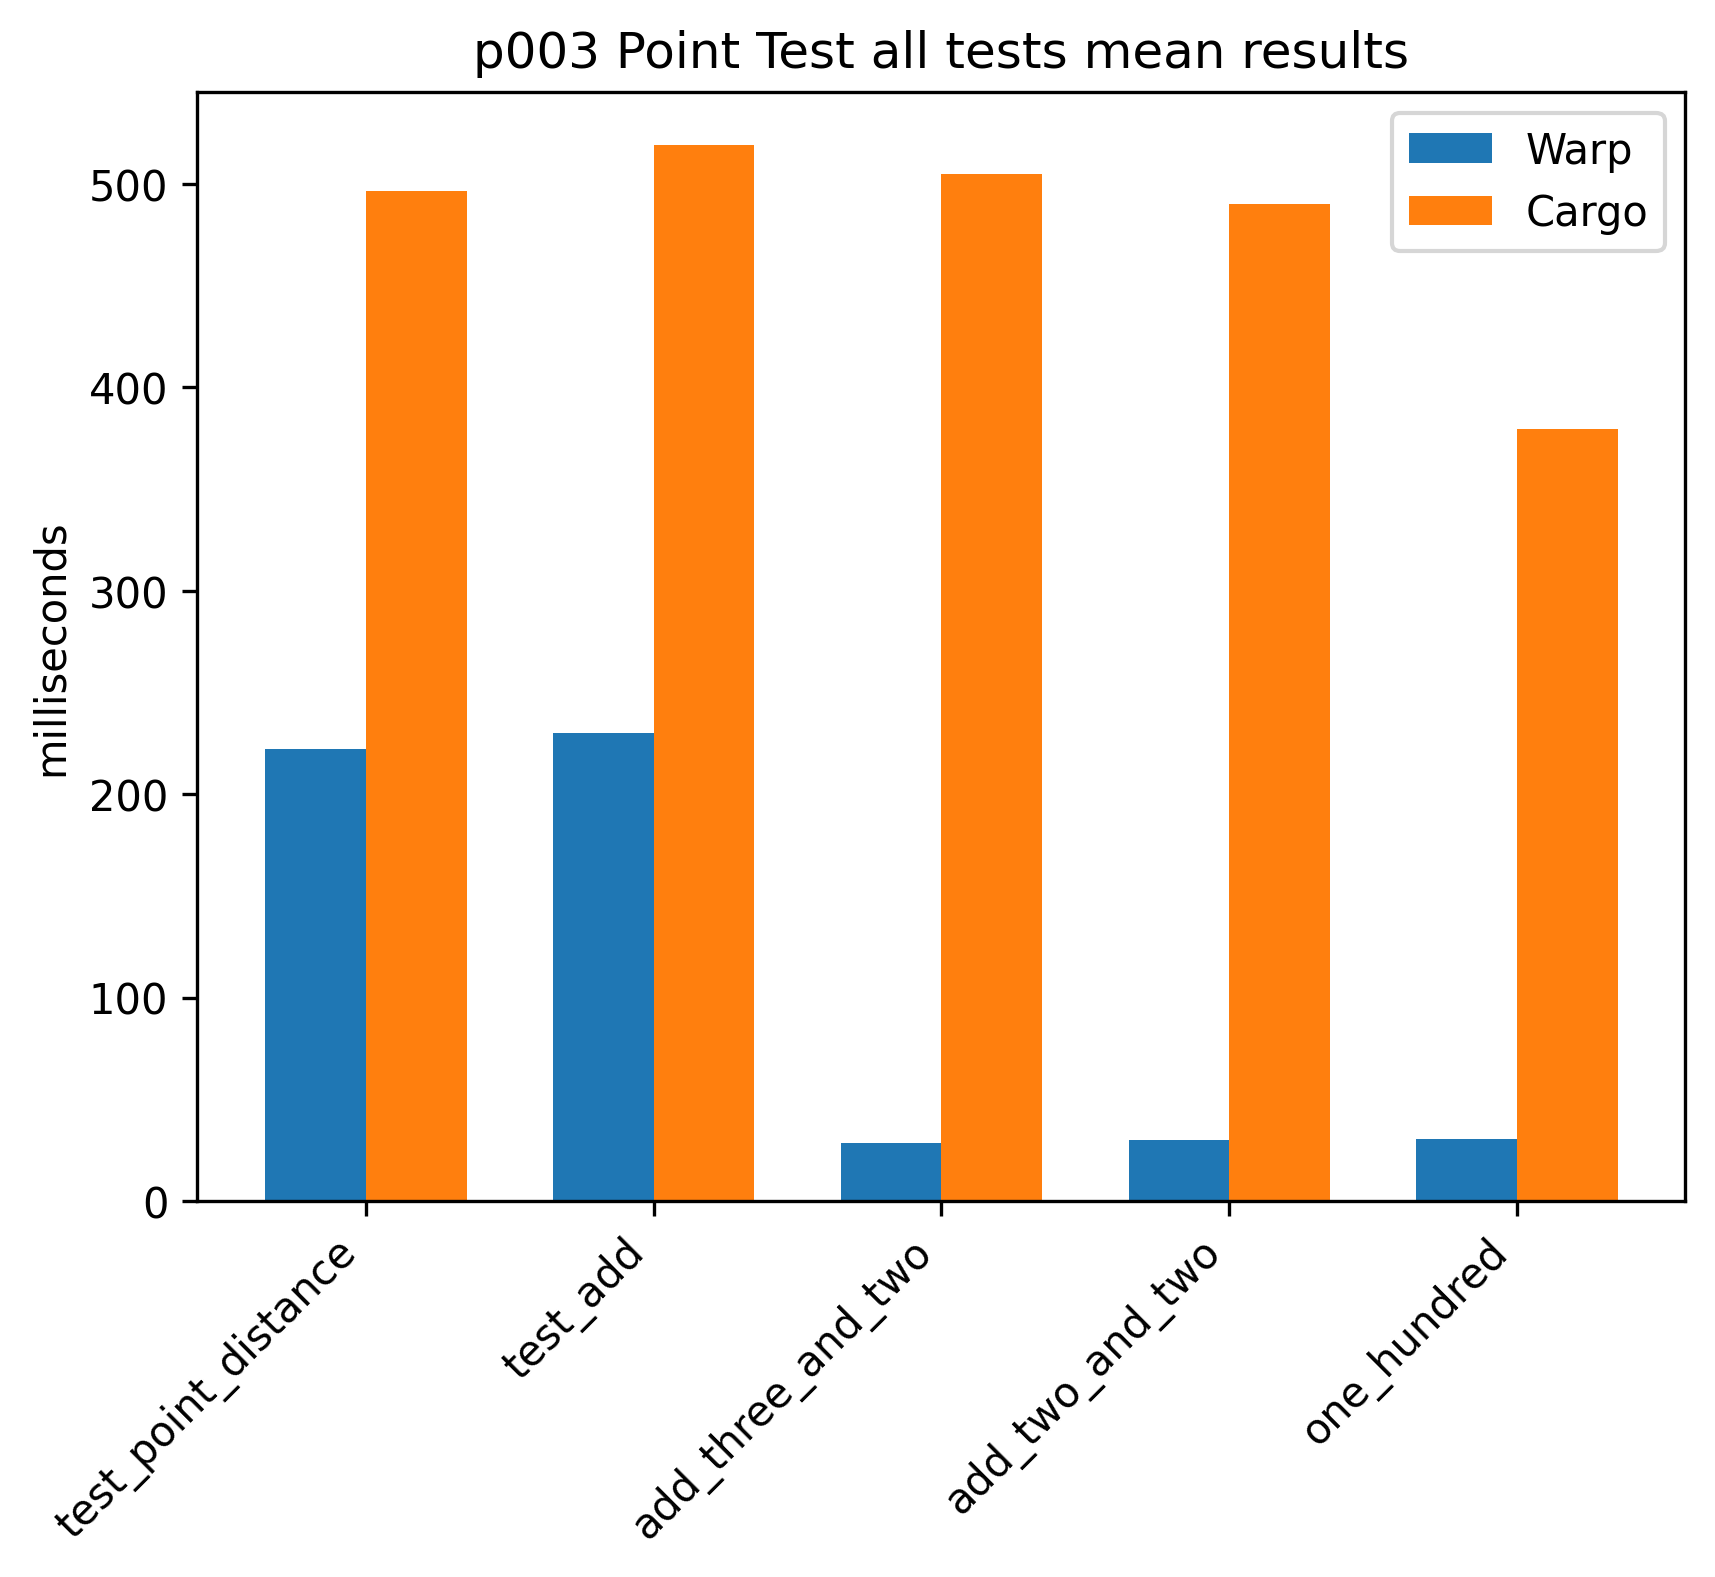 p003 Point Test all tests mean results
Warp
Cargo
milliseconds
500
400
300
200
100
0
test_point_distance
test_add
add_three_and_two
add_two_and_two
one_hundred